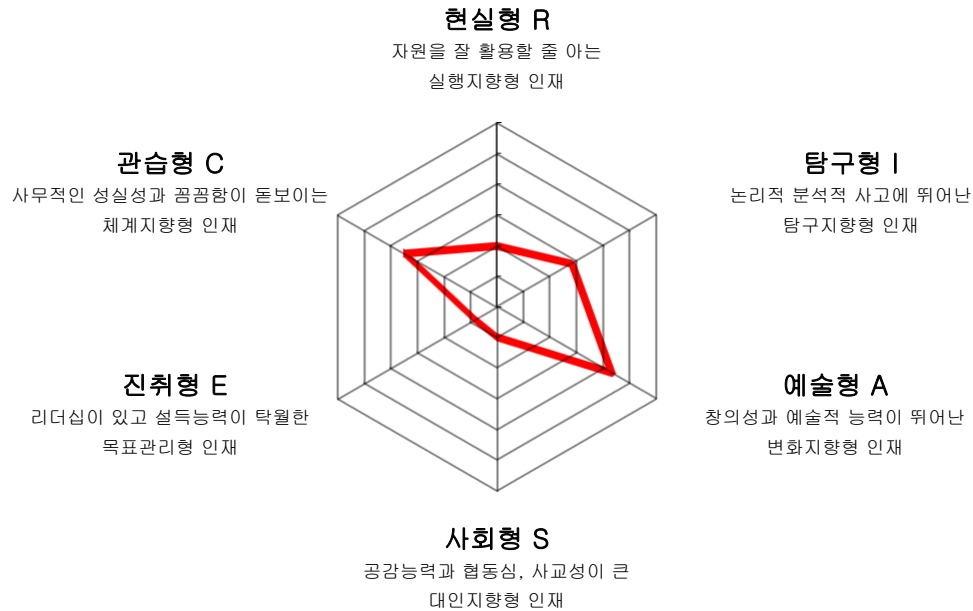 현실형 R
자원을 잘 활용할 줄 아는
실행지향형 인재
관습형 C
사무적인 성실성과 꼼꼼함이 돋보이는
체계지향형 인재
탐구형 I
논리적 분석적 사고에 뛰어난
탐구지향형 인재
진취형 E
리더십이 있고 설득능력이 탁월한
목표관리형 인재
예술형 A
창의성과 예술적 능력이 뛰어난
변화지향형 인재
사회형 S
공감능력과 협동심, 사교성이 큰
대인지향형 인재